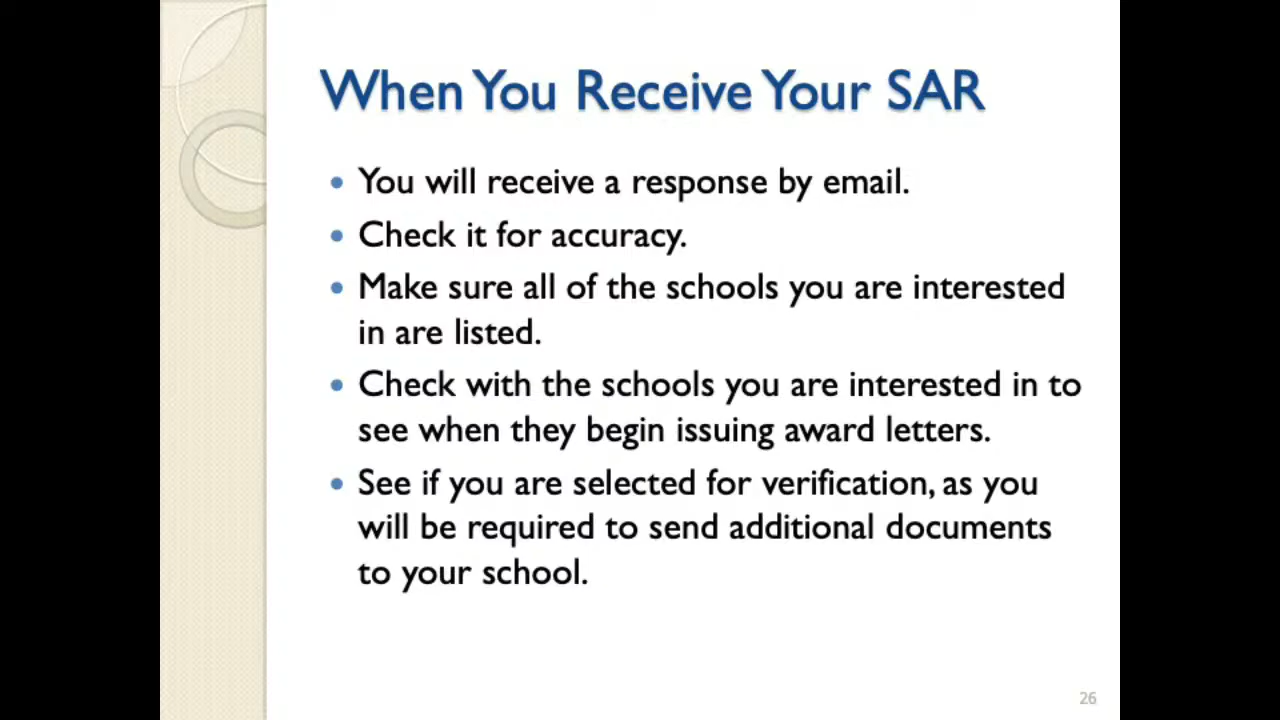 When You Receive Your SAR
• You will receive a response by email.
• Check it for accuracy.
• Make sure all of the schools you are interested
in are listed.
• Check with the schools you are interested in to
see when they begin issuing award letters.
• See if you are selected for verification, as you
will be required to send additional documents
to your school.
26